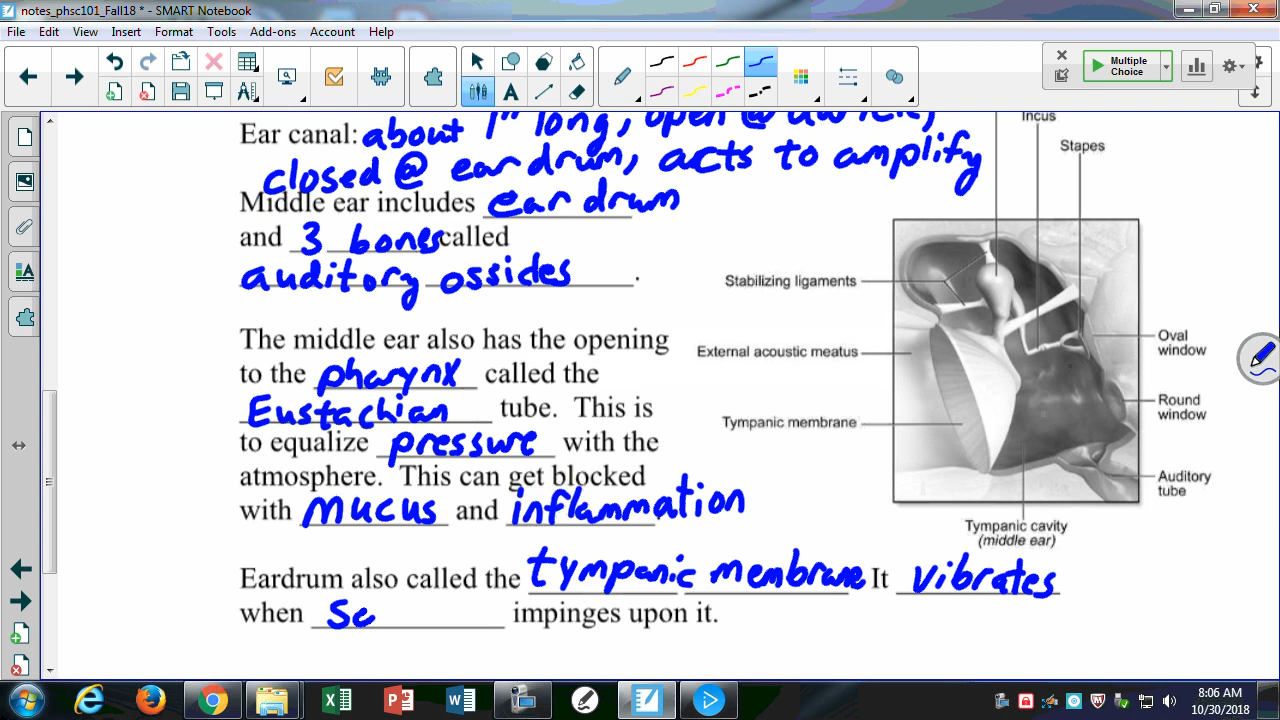 notes_phsc101_Fall18 * - SMART Notebook
File Edit View Insert Format Tools Add-ons Account Help
Multiple
Choice
Ear canal: about 1" long, open @
closed @ ear drum, acts to amplify
Middle ear includes ear drum
and 3 bones called
auditory ossicles.
The middle ear also has the opening
to the pharynx called the
Eustachian tube. This is
to equalize pressure with the
atmosphere. This can get blocked
with mucus and inflammation
Eardrum also called the tympanic membrane It vibrates
when so impinges upon it.
Incus
Stapes
Stabilizing ligaments
External acoustic meatus
Tympanic membrane
Oval
window
Round
window
Auditory
tube
Tympanic cavity
(middle ear)
8:06 AM
10/30/2018